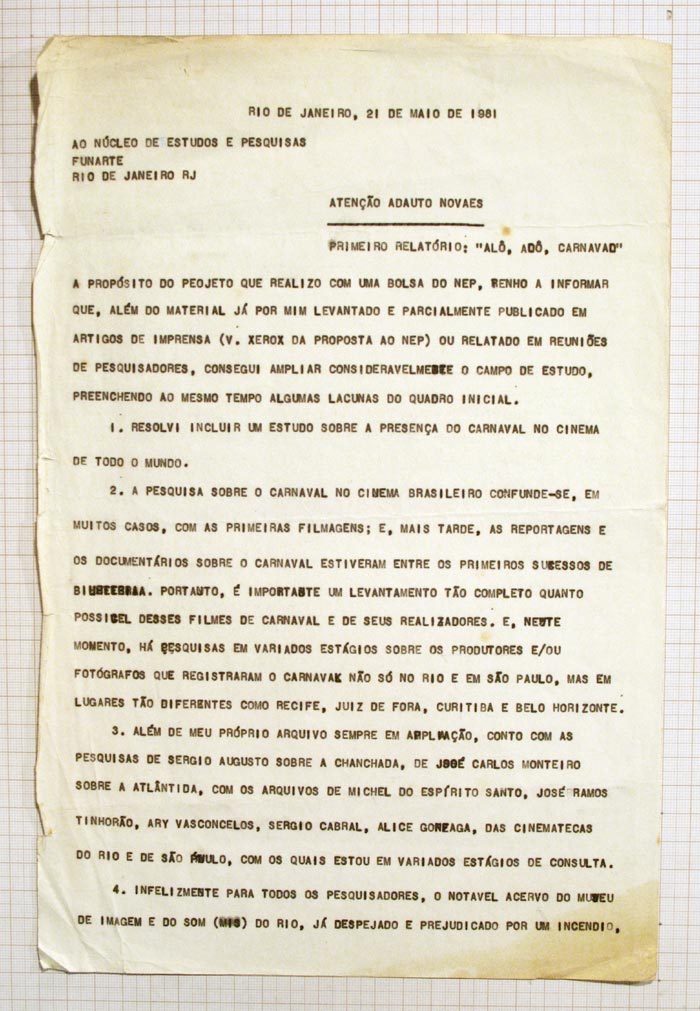 RIO DE JANEIRO, 21 DE MAIO DE 1981
AO NÚCLEO DE ESTUDOS E PESQUISAS
FUNARTE
RIO DE JANEIRO RJ
ATENÇÃO ADAUTO NOVAES
PRIMEIRO RELATÓRIO: "ALÔ, ADÔ, CARNAVAD"
A PROPÓSITO DO PEOJETO QUE REALIZO COM UMA BOLSA DO NEP, RENHO A INFORMAR
QUE, ALÉM DO MATERIAL JÁ POR MIM LEVANTADO E PARCIALMENTE PUBLICADO EM
ARTIGOS DE IMPRENSA (V. XEROX DA PROPOSTA AO NEP) OU RELATADO EM REUNIÕES
DE PESQUISADORES, CONSEGUI AMPLIAR CONSIDERAVELMENTE O CAMPO DE ESTUDO,
PREENCHENDO AO MESMO TEMPO ALGUMAS LACUNAS DO QUADRO INICIAL.
1. RESOLVI INCLUIR UM ESTUDO SOBRE A PRESENÇA DO CARNAVAL NO CINEMA
DE TODO O MUNDO.
2. A PESQUISA SOBRE O CARNAVAL NO CINEMA BRASILEIRO CONFUNDE-SE, EM
MUITOS CASOS, COM AS PRIMEIRAS FILMAGENS; E, MAIS TARDE, AS REPORTAGENS E
OS DOCUMENTÁRIOS SOBRE O CARNAVAL ESTIVERAM ENTRE OS PRIMEIROS SUCESSOS DE
PORTANTO, É IMPORTANTE UM LEVANTAMENTO TÃO COMPLETO QUANTO
POSSICEL DESSES FILMES DE CARNAVAL E DE SEUS REALIZADORES. E, NESTE
MOMENTO, HÁ PESQUISAS EM VARIADOS ESTÁGIOS SOBRE OS PRODUTORES E/OU
FOTÓGRAFOS QUE REGISTRARAM O CARNAVAL NÃO SÓ NO RIO E EM SÃO PAULO, MAS EM
LUGARES TÃO DIFERENTES COMO RECIFE, JUIZ DE FORA, CURITIBA E BELO HORIZONTE.
3. ALÉM DE MEU PRÓPRIO ARQUIVO SEMPRE EM AMPLIAÇÃO, CONTO COM AS
PESQUISAS DE SERGIO AUGUSTO SOBRE A CHANCHADA, DE JOSÉ CARLOS MONTEIRO
SOBRE A ATLÂNTIDA, COM OS ARQUIVOS DE MICHEL DO ESPÍRITO SANTO, JOSÉ RAMOS
TINHORÃO, ARY VASCONCELOS, SERGIO CABRAL, ALICE GONZAGA, DAS CINEMATECAS
DO RIO E DE SÃO PAULO, COM OS QUAIS ESTOU EM VARIADOS ESTÁGIOS DE CONSULTA.
4. INFELIZMENTE PARA TODOS OS PESQUISADORES, O NOTAVEL ACERVO DO MUSEU
DE IMAGEM E DO SOM (MIS) DO RIO, JÁ DESPEJADO E PREJUDICADO POR UM INCENDIO,